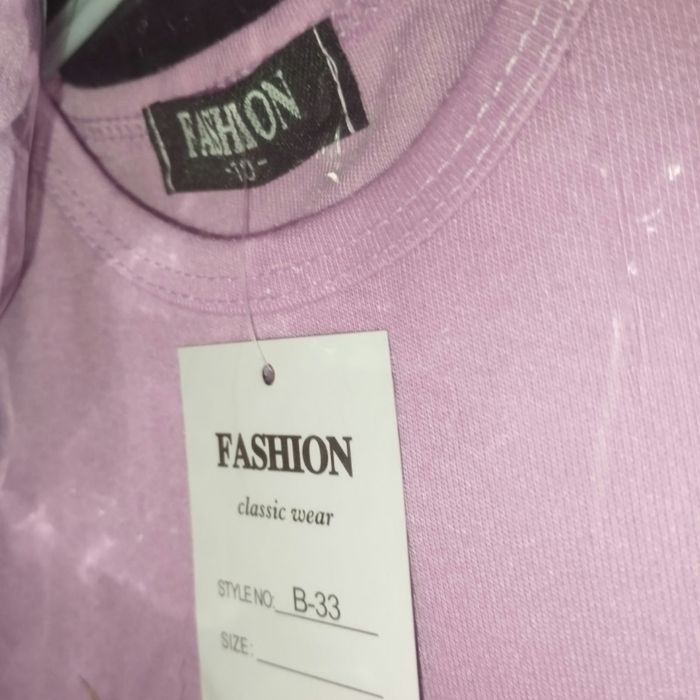 FASHION
-10-
FASHION
classic wear
STYLE NO: B-33
SIZE: